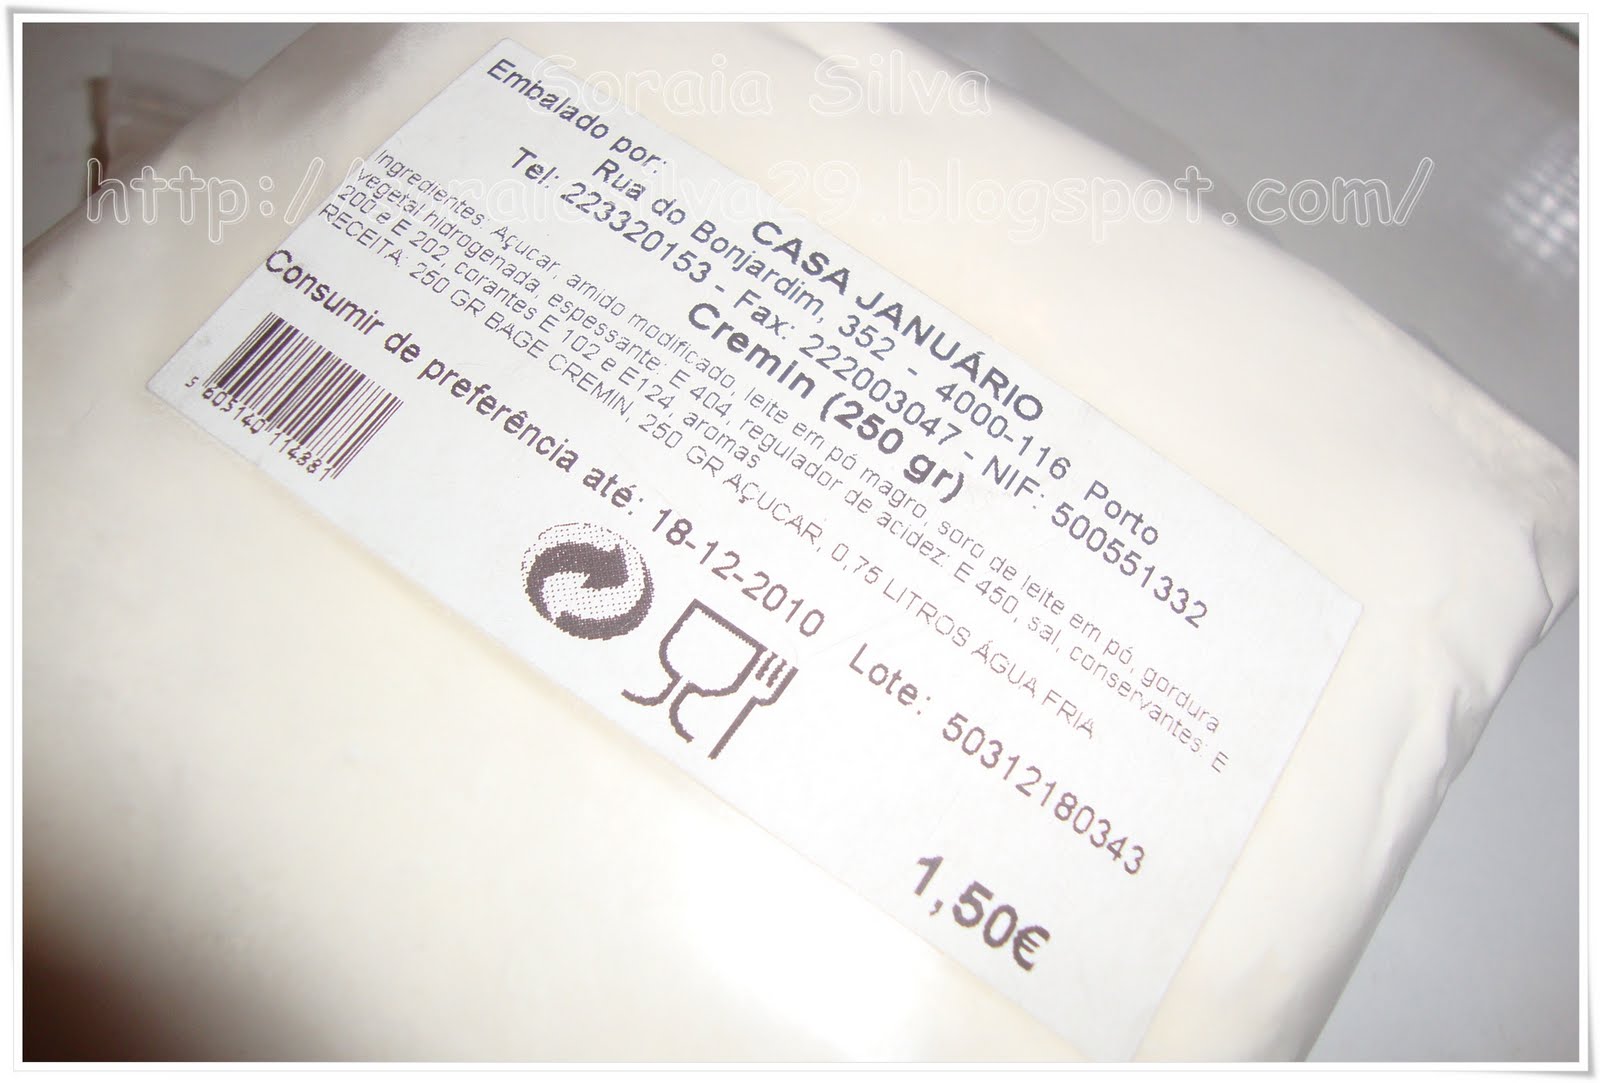 Soraia Silva
blogspot.com/
Embalado por:
CASA JANUÁRIO
Rua do Bonjardim, 352 - 4000-116 Porto
Tel: 223320153 - Fax: 222003047 - NIF: 500551332
Cremin (250 gr)
Ingredientes: Açucar, amido modificado, leite em pó magro, soro de leite em pó, gordura
vegetal hidrogenada, espessante: E 404, regulador de acidez: E 450, sal, conservantes: E
200 e E 202, corantes E 102 e E124, aromas
RECEITA: 250 GR BAGE CREMIN, 250 GR AÇUCAR, 0,75 LITROS ÁGUA FRIA
Consumir de preferência até: 18-12-2010 Lote: 50312180343
5 603140 114381
1,50€